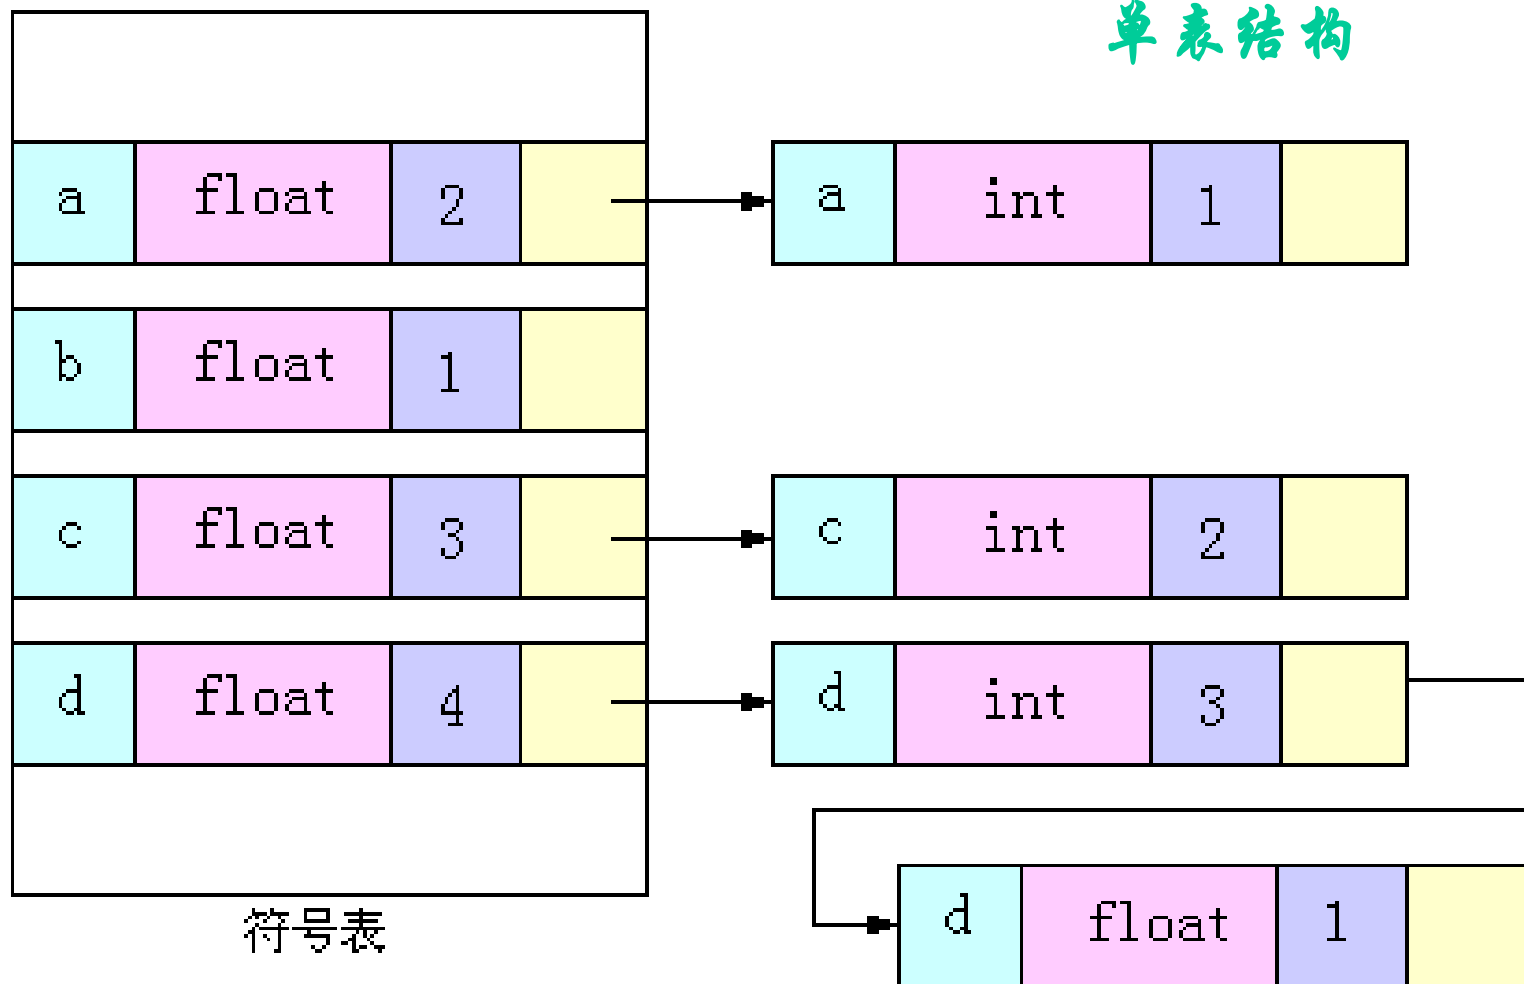 单表结构
a float 2 a int 1
b float 1
c float 3 c int 2
d float 4 d int 3
d float 1
符号表